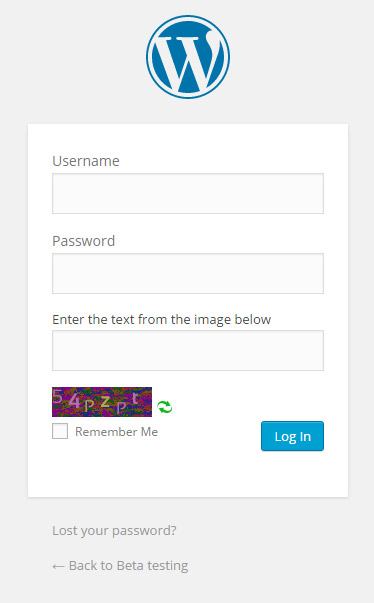 Username
Password
Enter the text from the image below
54pzpt
Remember Me
Log In
Lost your password?
← Back to Beta testing